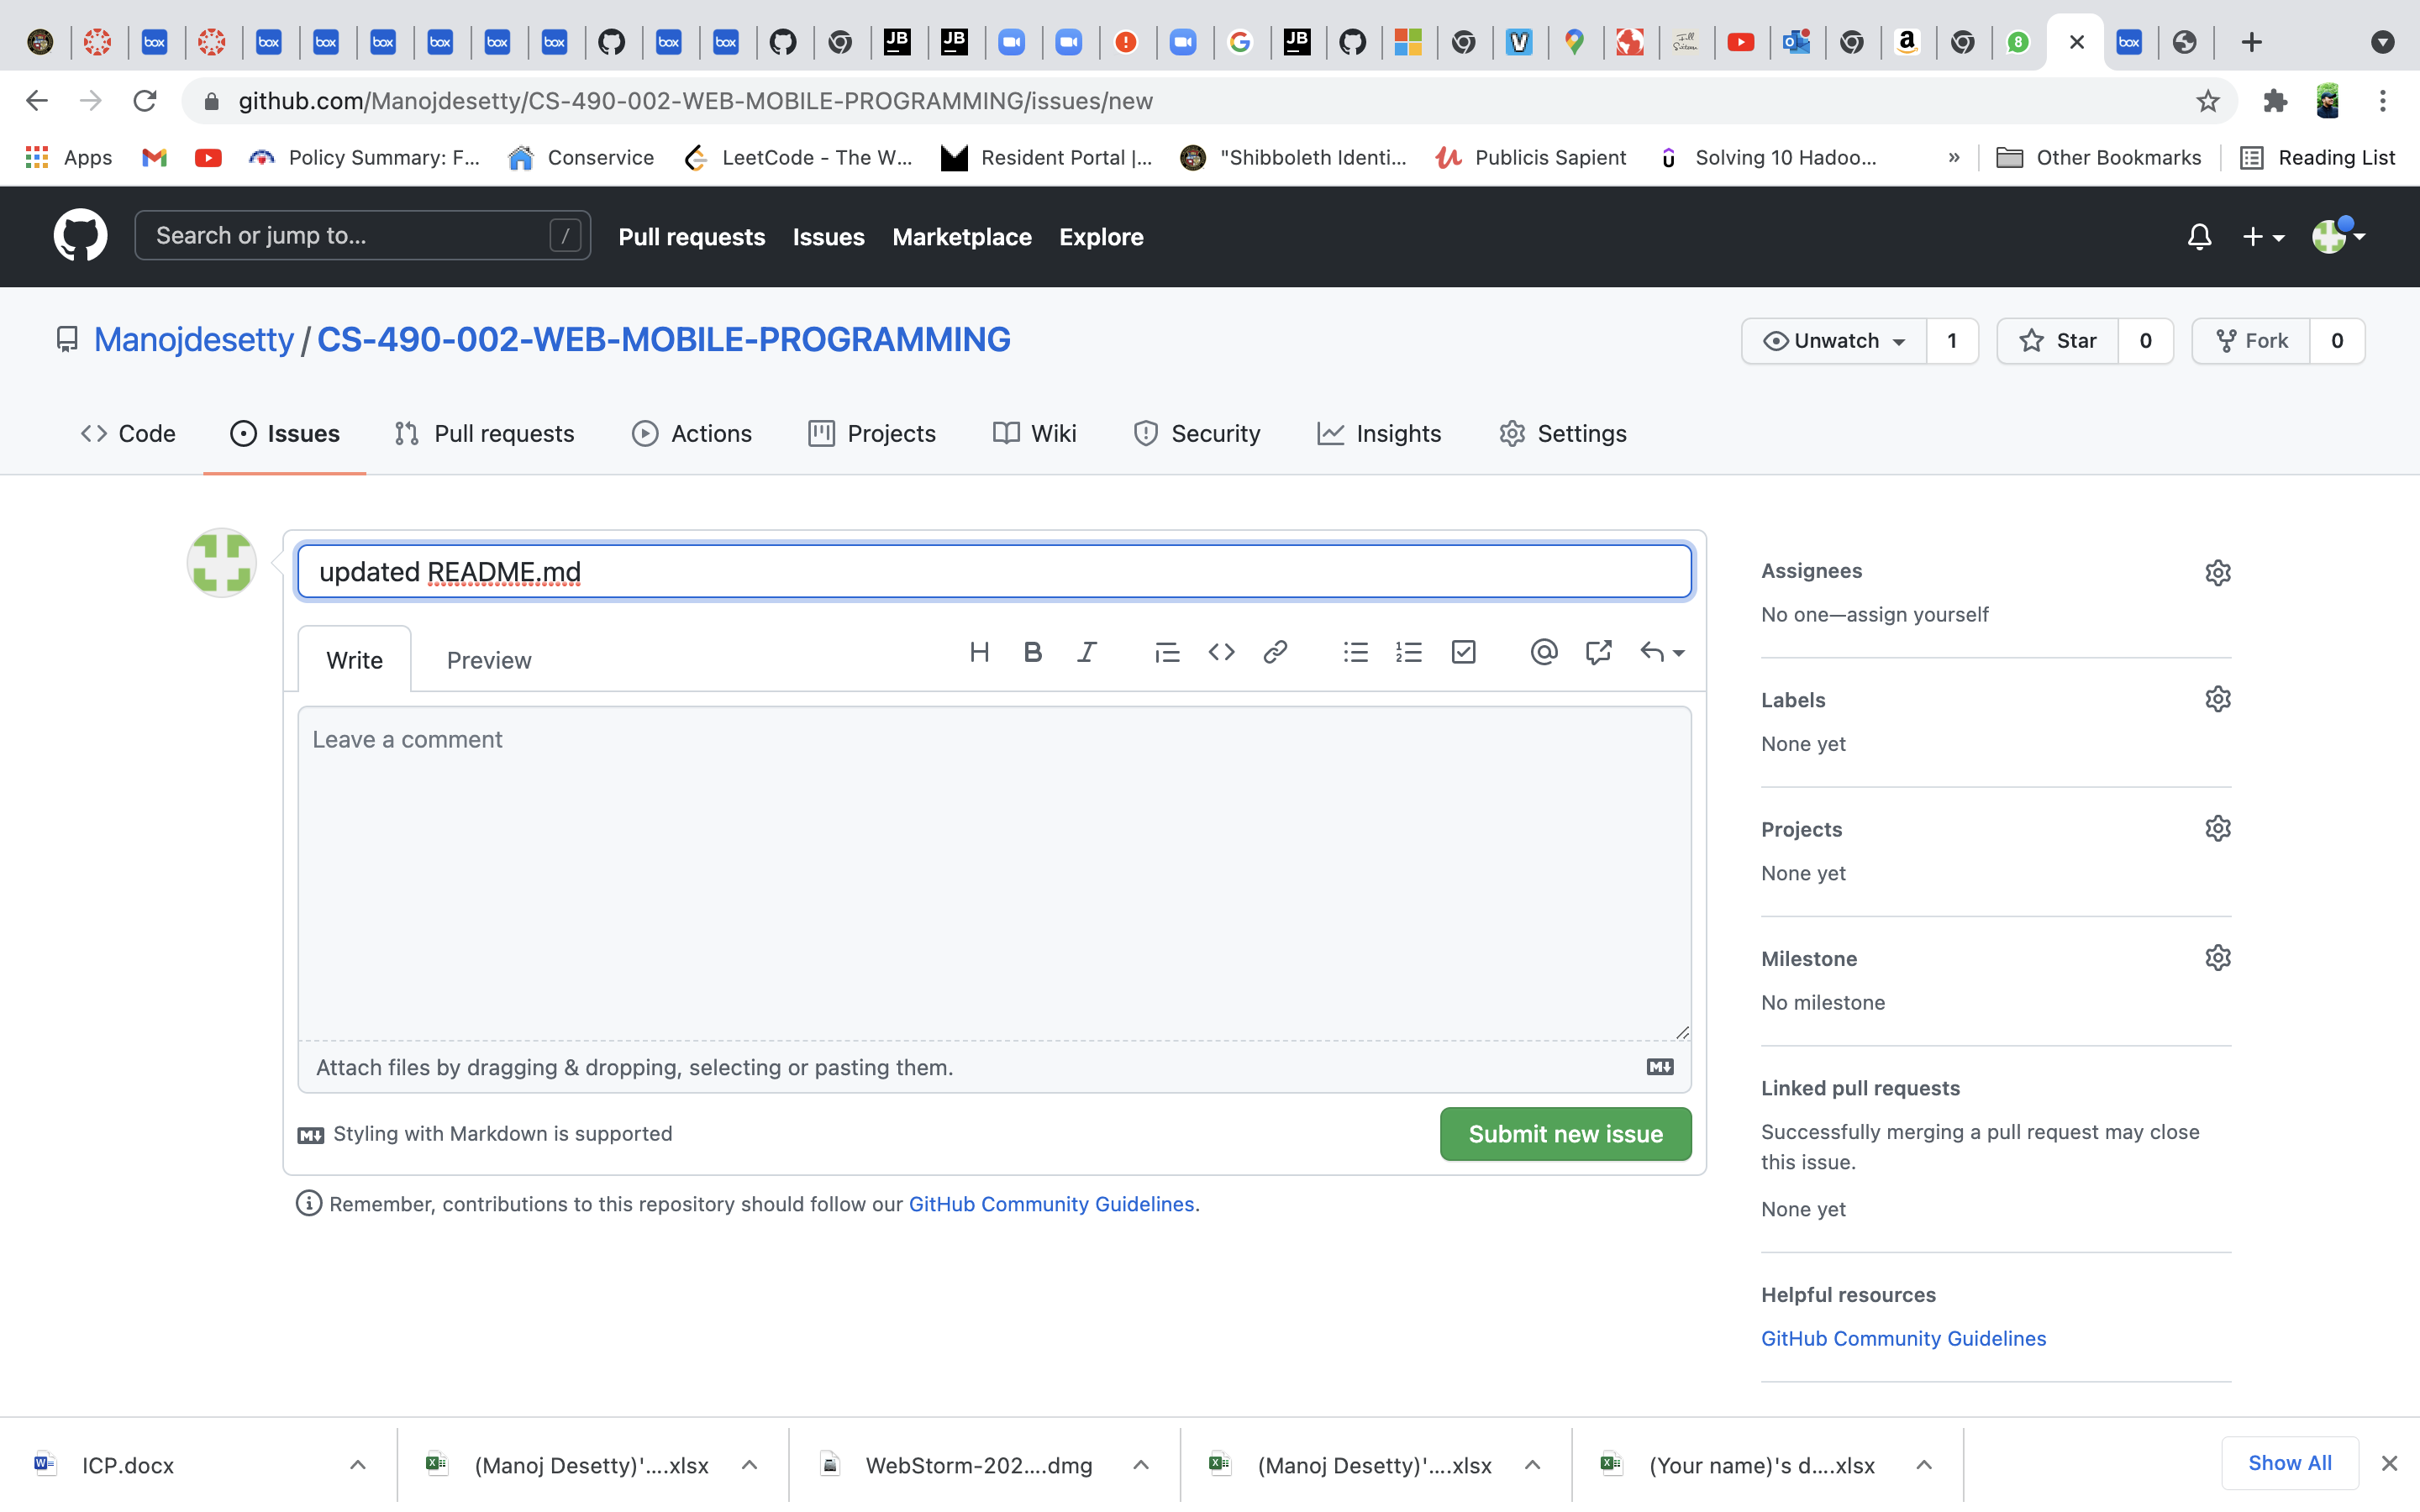 github.com/Manojdesetty/CS-490-002-WEB-MOBILE-PROGRAMMING/issues/new
Apps Policy Summary: F... Conservice LeetCode - The W... Resident Portal |... "Shibboleth Identi... Publicis Sapient Solving 10 Hadoo... » Other Bookmarks Reading List
Search or jump to... / Pull requests Issues Marketplace Explore
Manojdesetty / CS-490-002-WEB-MOBILE-PROGRAMMING Unwatch 1 Star 0 Fork 0
Code Issues Pull requests Actions Projects Wiki Security Insights Settings
updated README.md
Write Preview
Leave a comment
Attach files by dragging & dropping, selecting or pasting them.
Styling with Markdown is supported
Submit new issue
Remember, contributions to this repository should follow our GitHub Community Guidelines.
Assignees
No one—assign yourself
Labels
None yet
Projects
None yet
Milestone
No milestone
Linked pull requests
Successfully merging a pull request may close
this issue.
None yet
Helpful resources
GitHub Community Guidelines
ICP.docx (Manoj Desetty)'....xlsx WebStorm-202....dmg (Manoj Desetty)'....xlsx (Your name)'s d....xlsx Show All